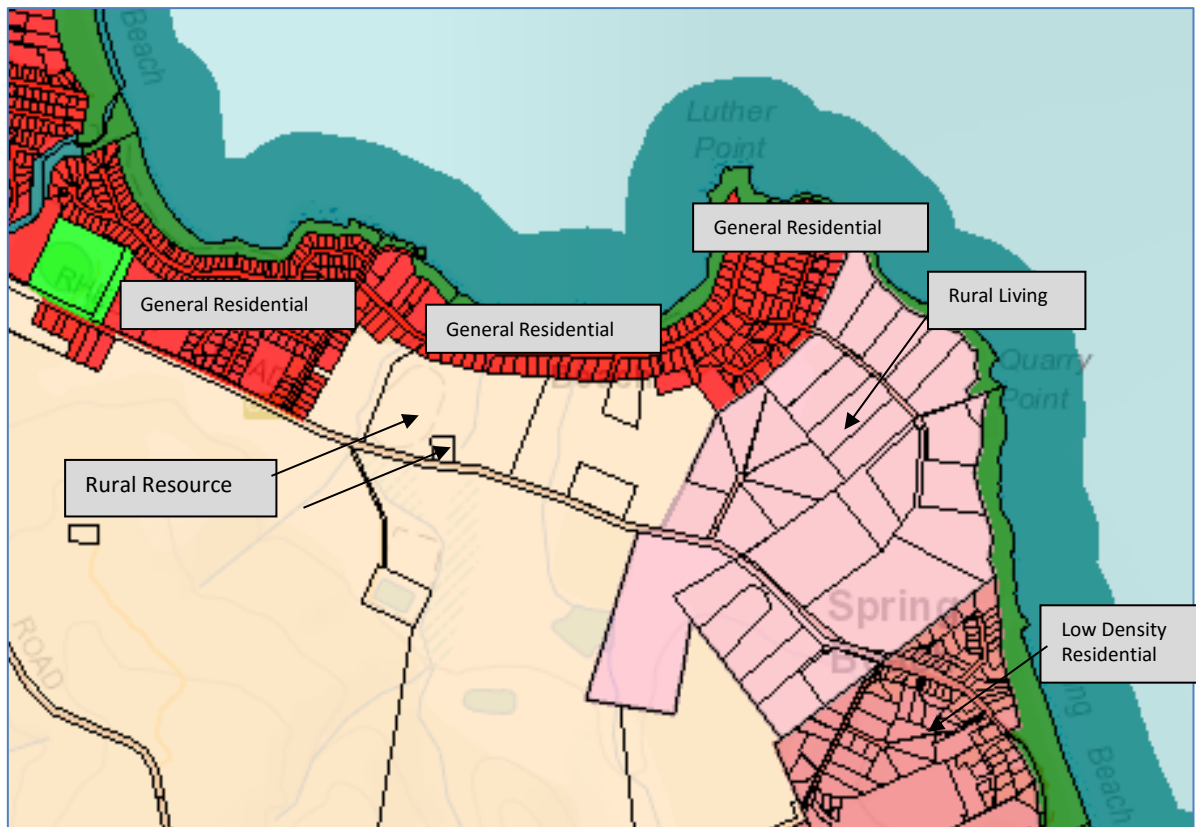 Beach
Luther
Point
General Residential
Rural Living
RH
General Residential
General Residential
Quarry
Point
Rural Resource
Spring
Low Density
Residential
ROAD
Beach